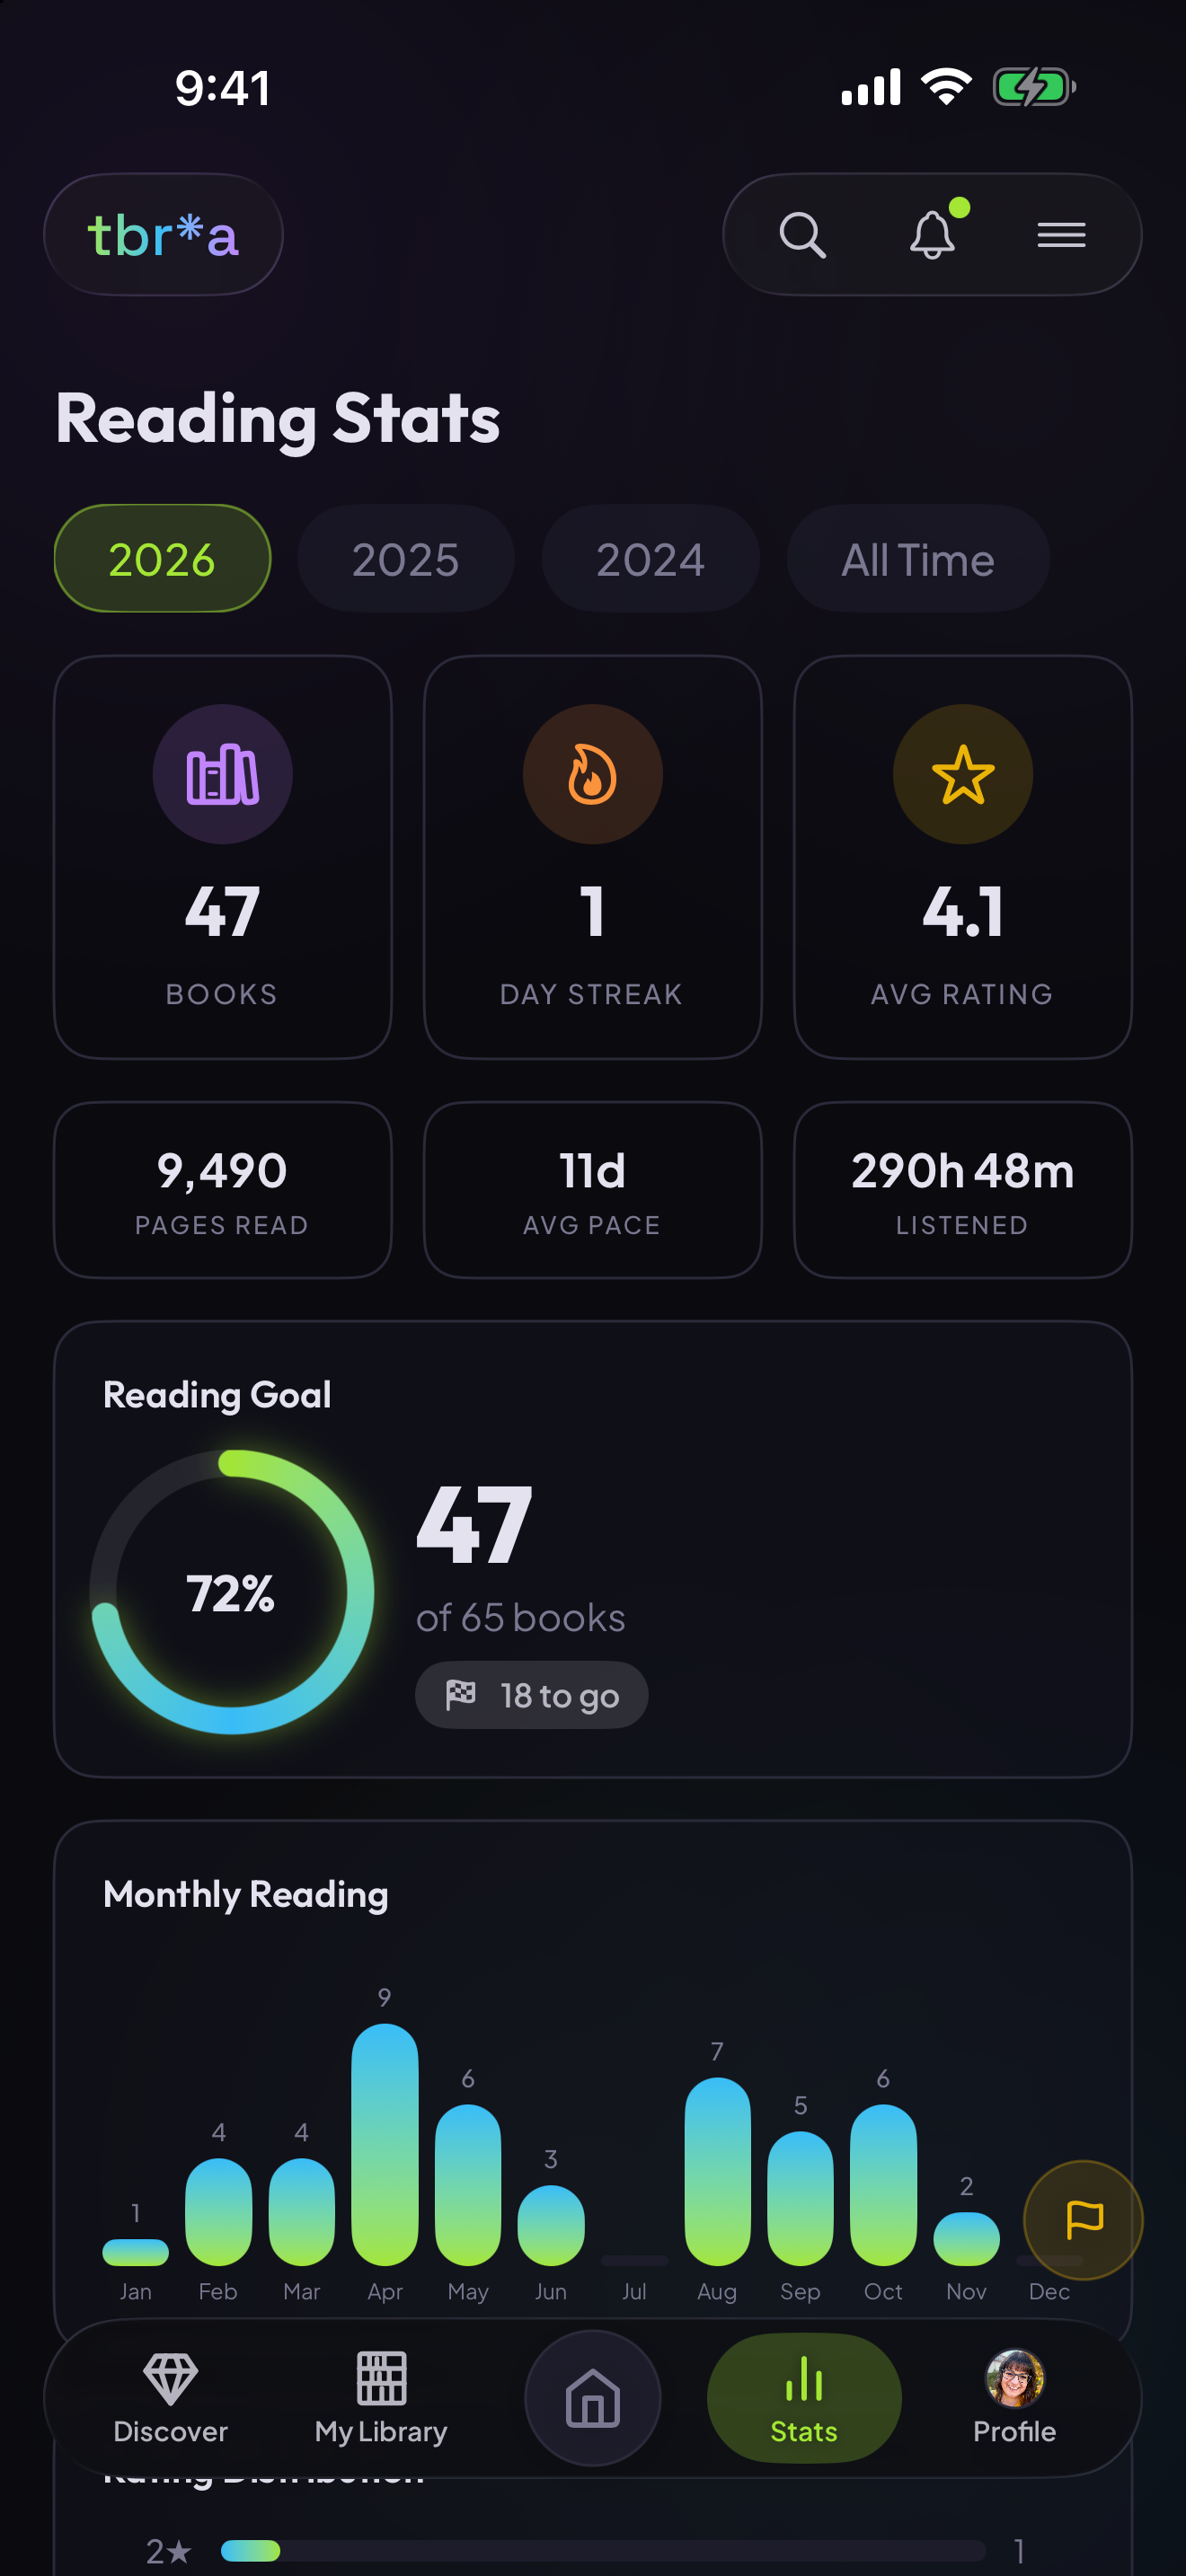 9:41
tbr*a
Reading Stats
2026 2025 2024 All Time
47 1 4.1
BOOKS DAY STREAK AVG RATING
9,490 11d 290h 48m
PAGES READ AVG PACE LISTENED
Reading Goal
72%
47
of 65 books
18 to go
Monthly Reading
1 4 4 9 6 3 7 5 6 2
Jan Feb Mar Apr May Jun Jul Aug Sep Oct Nov Dec
Discover My Library Stats Profile
Rating Distribution
2★ 1